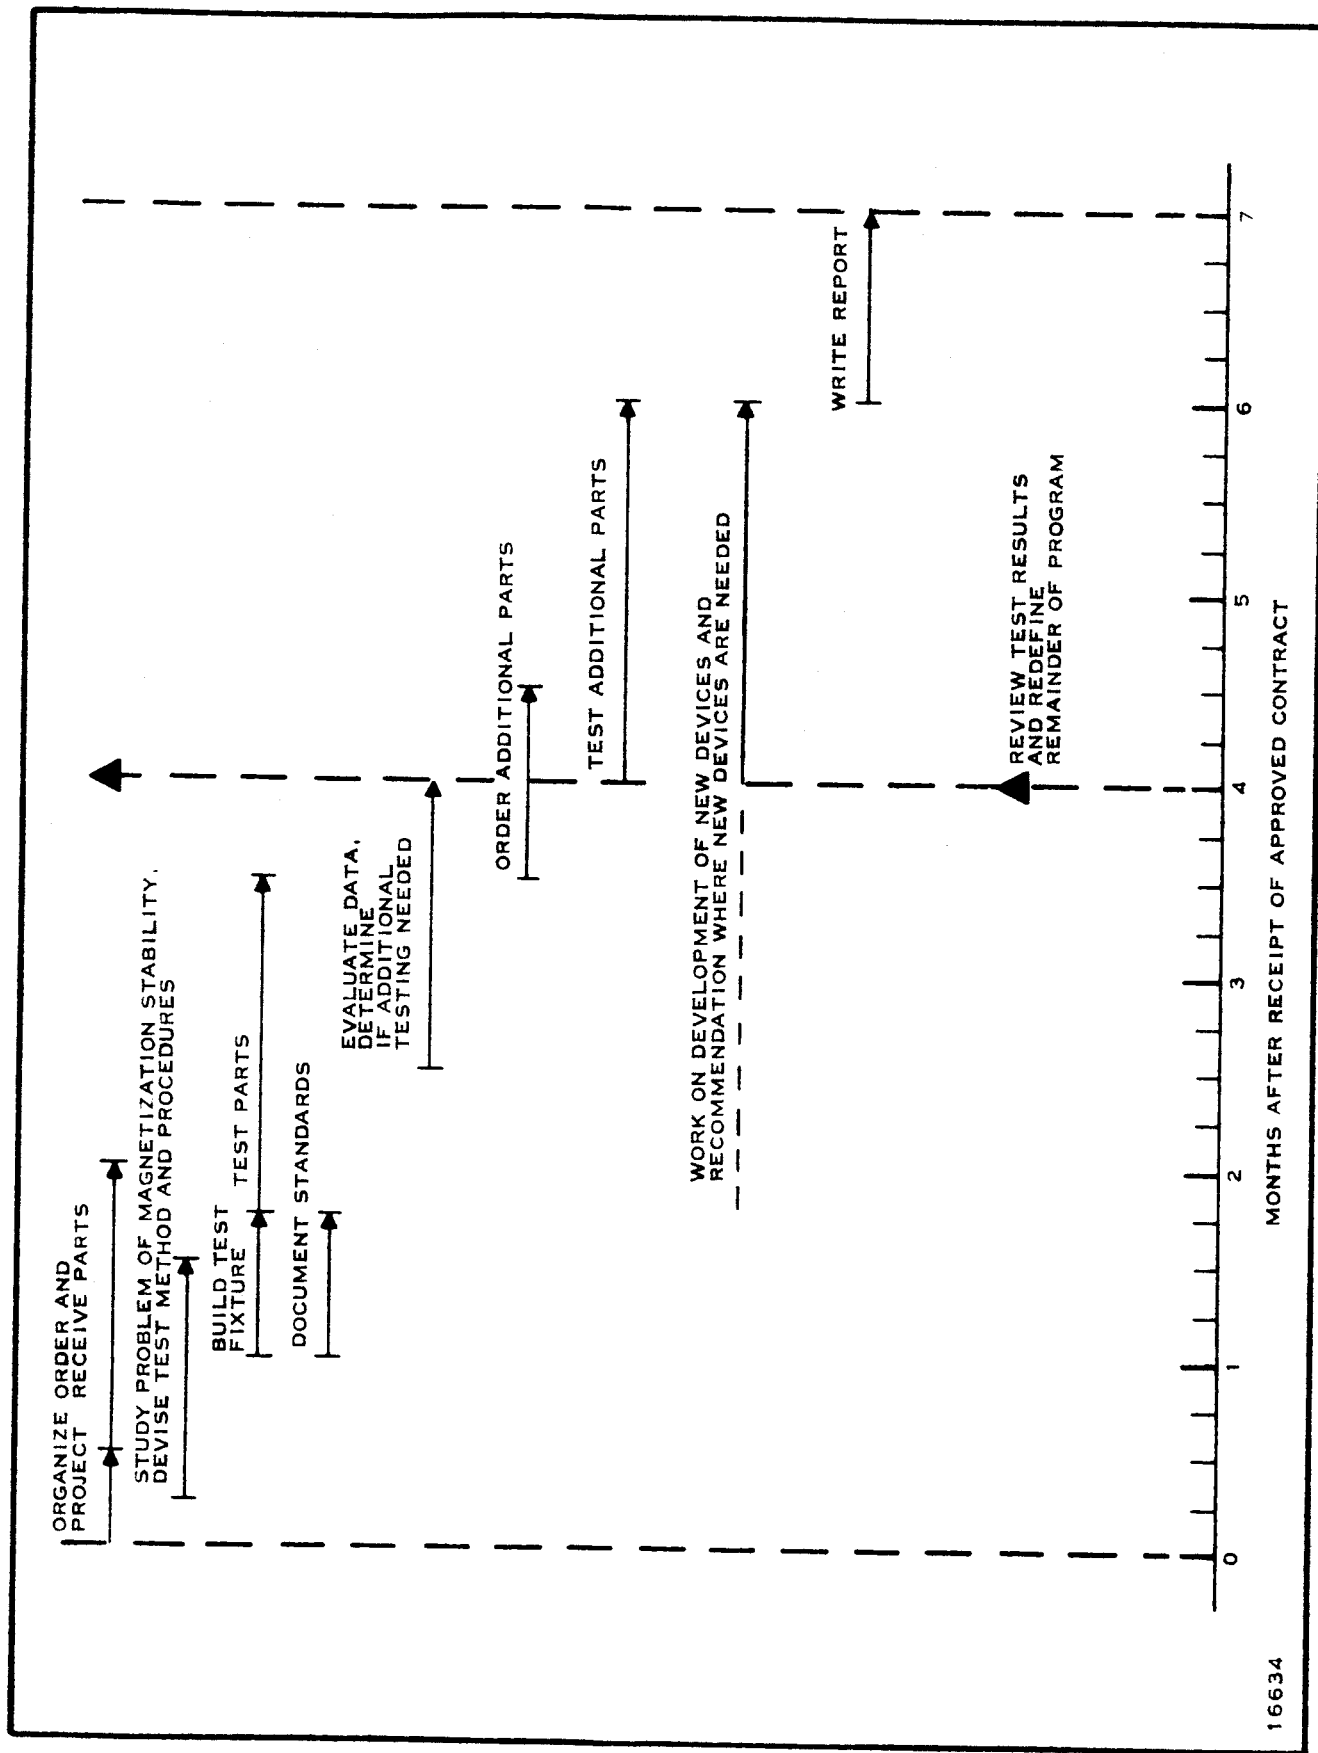 ORGANIZE ORDER AND
PROJECT RECEIVE PARTS
STUDY PROBLEM OF MAGNETIZATION STABILITY,
DEVISE TEST METHOD AND PROCEDURES
BUILD TEST
FIXTURE TEST PARTS
DOCUMENT STANDARDS
EVALUATE DATA,
DETERMINE
IF ADDITIONAL
TESTING NEEDED
ORDER ADDITIONAL PARTS
TEST ADDITIONAL PARTS
WORK ON DEVELOPMENT OF NEW DEVICES AND
RECOMMENDATION WHERE NEW DEVICES ARE NEEDED
WRITE REPORT
REVIEW TEST RESULTS
AND REDEFINE
REMAINDER OF PROGRAM
0 1 2 3 4 5 6 7
MONTHS AFTER RECEIPT OF APPROVED CONTRACT
16634